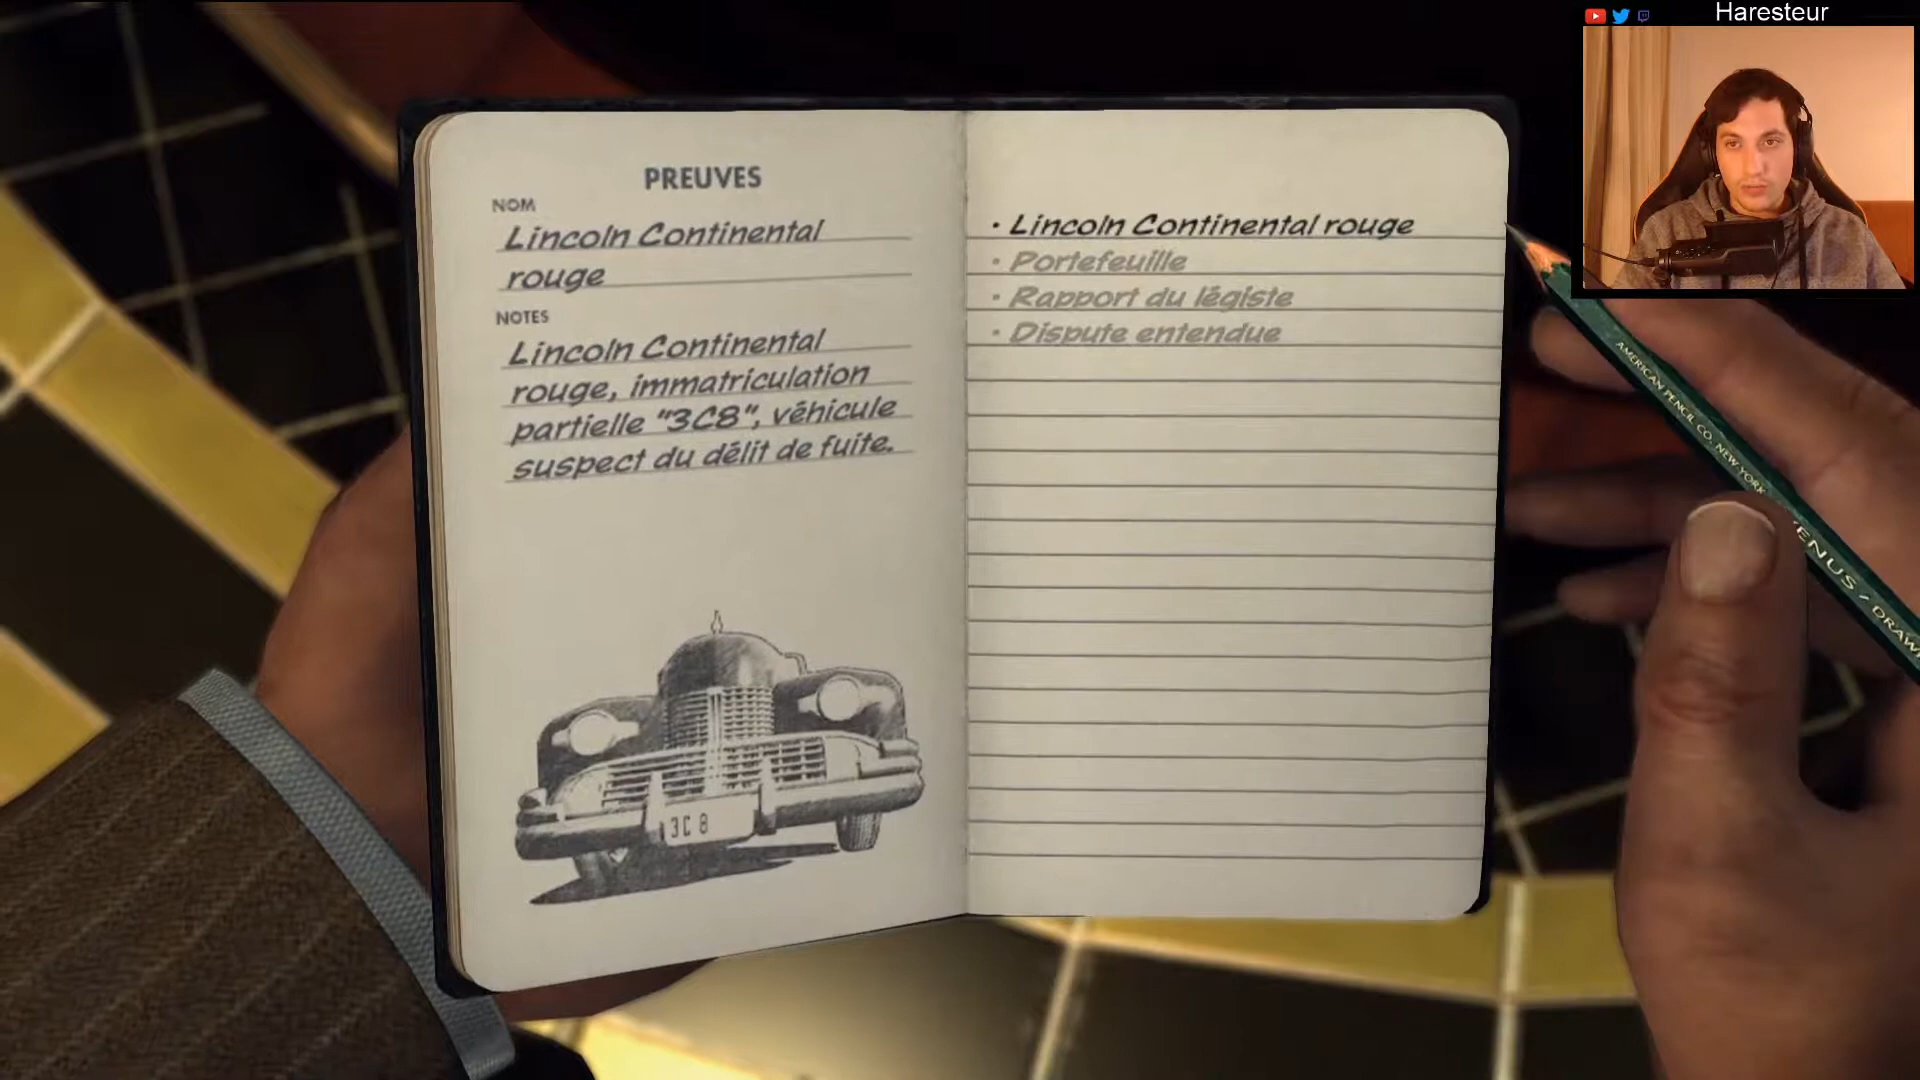 Haresteur
PREUVES
NOM
Lincoln Continental
rouge
NOTES
Lincoln Continental
rouge, immatriculation
partielle "3C8", véhicule
suspect du délit de fuite.
3C 8
• Lincoln Continental rouge
• Portefeuille
• Rapport du légiste
• Dispute entendue
AMERICAN PENCIL CO. NEW YORK
VENUS / DRAW